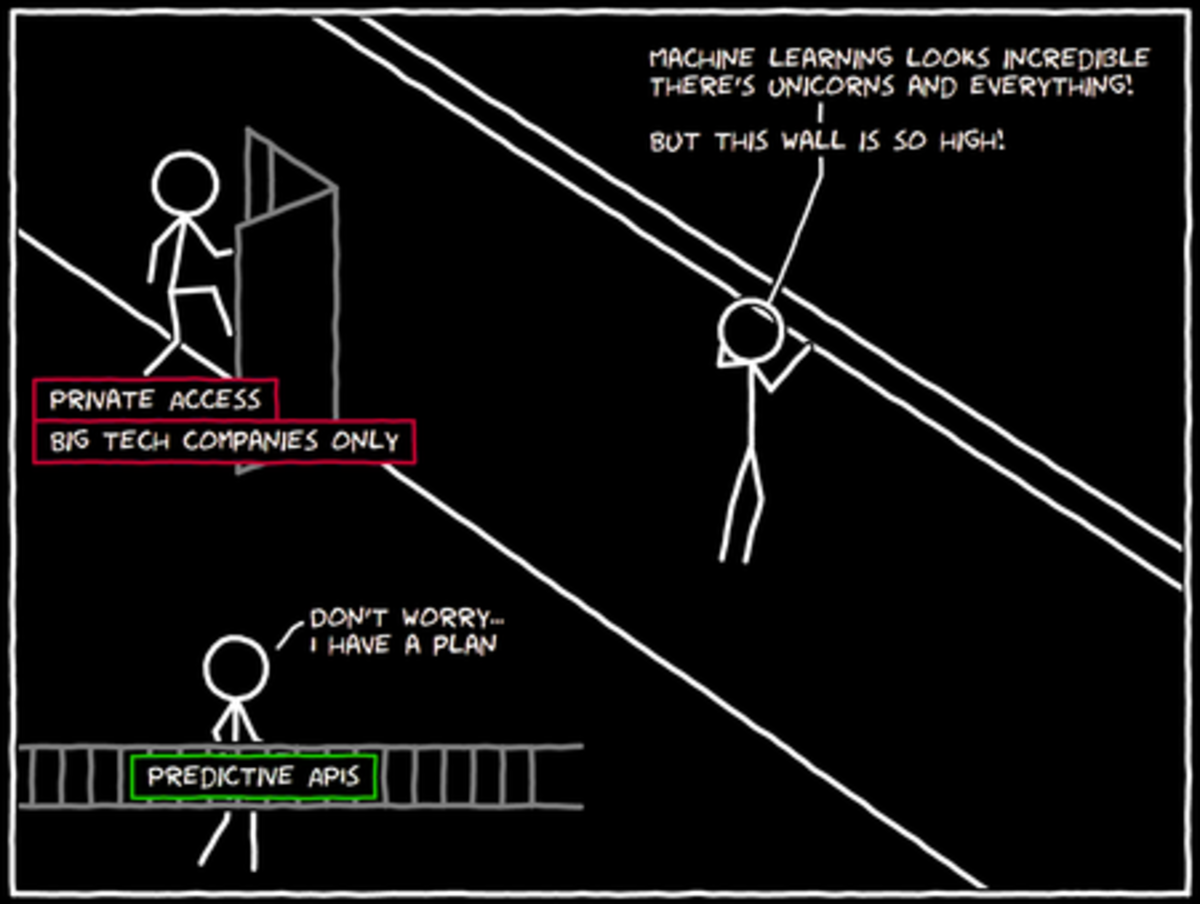 MACHINE LEARNING LOOKS INCREDIBLE
THERE'S UNICORNS AND EVERYTHING!
BUT THIS WALL IS SO HIGH!
PRIVATE ACCESS
BIG TECH COMPANIES ONLY
DON'T WORRY...
I HAVE A PLAN
PREDICTIVE APIS